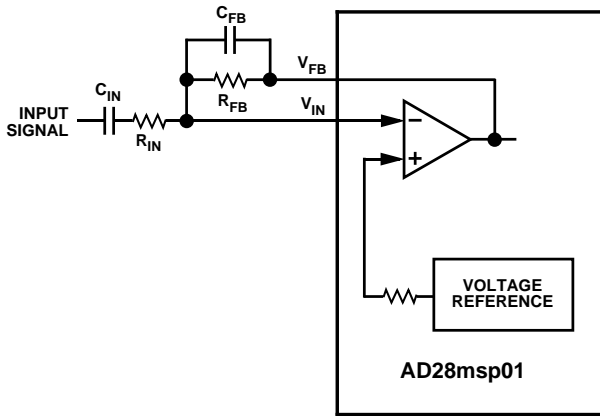 C_FB
V_FB
R_FB
C_IN
V_IN
INPUT
SIGNAL
R_IN
−
+
VOLTAGE
REFERENCE
AD28msp01